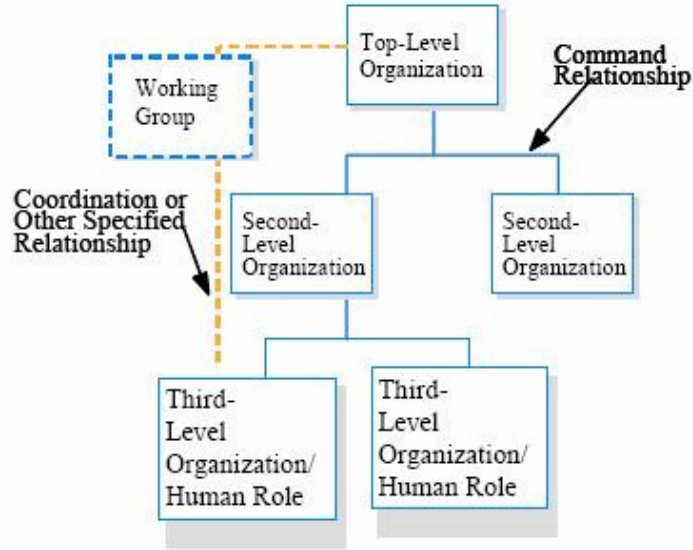 Top-Level
Organization
Command
Relationship
Working
Group
Coordination or
Other Specified
Relationship
Second-
Level
Organization
Second-
Level
Organization
Third-
Level
Organization/
Human Role
Third-
Level
Organization/
Human Role